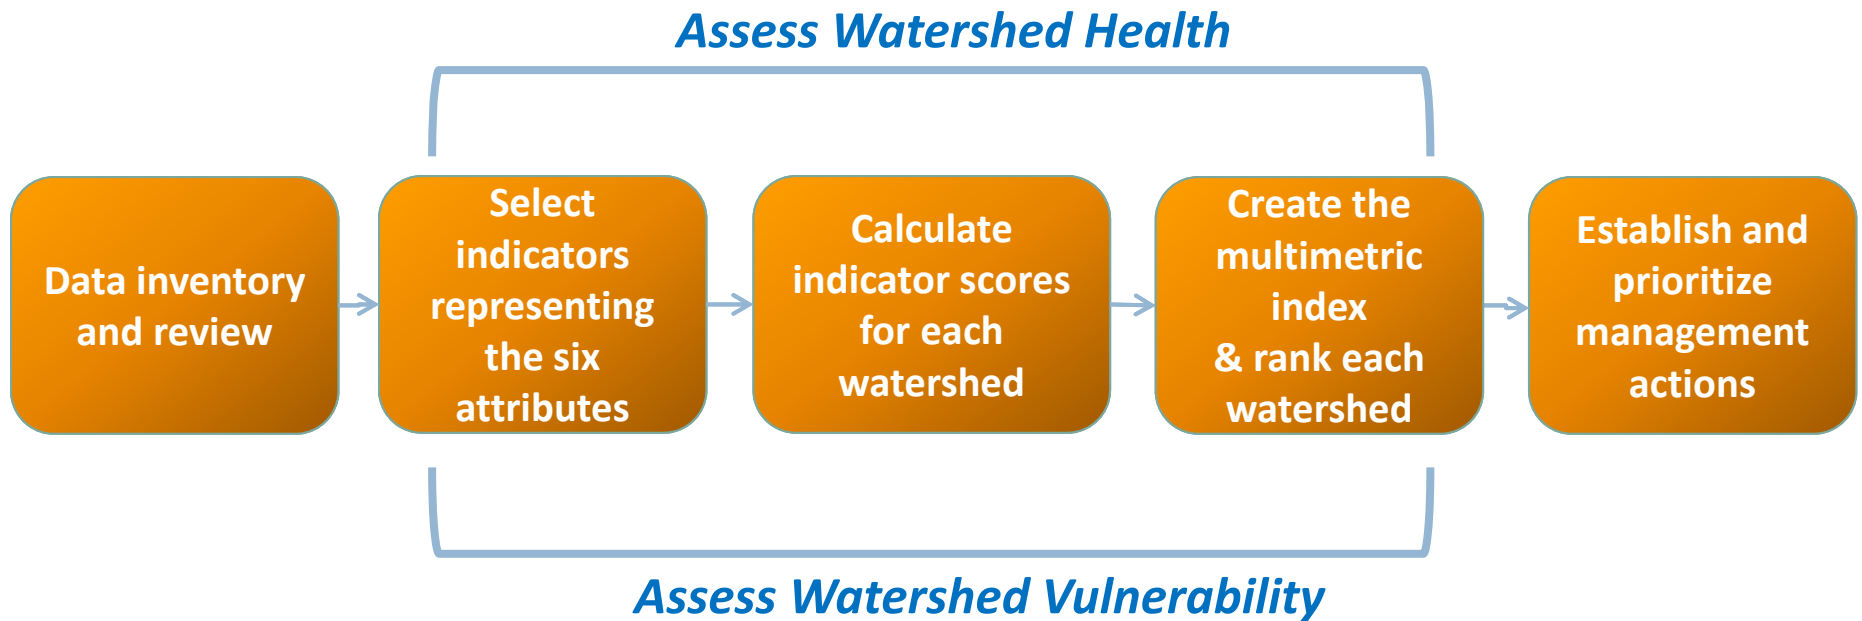 Assess Watershed Health
Data inventory
and review
Select
indicators
representing
the six
attributes
Calculate
indicator scores
for each
watershed
Create the
multimetric
index
& rank each
watershed
Establish and
prioritize
management
actions
Assess Watershed Vulnerability